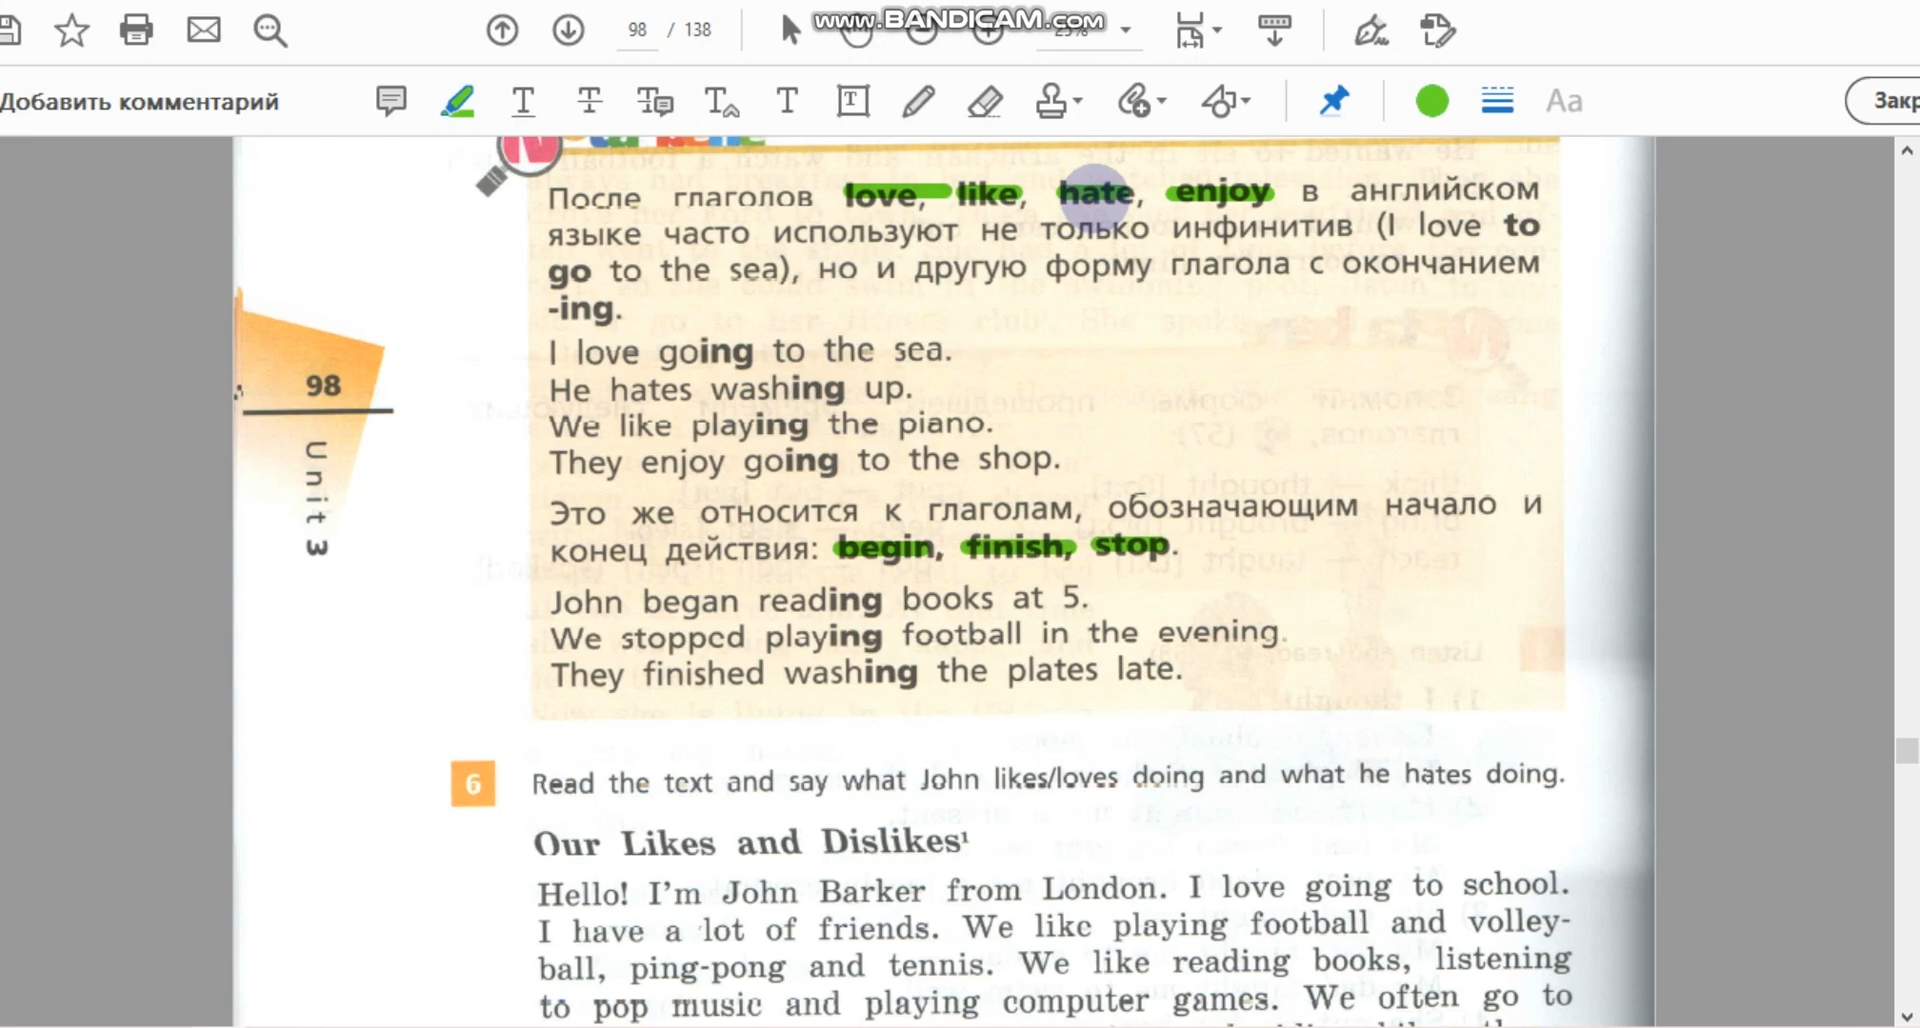 98 / 138
www.BANDICAM.com
Добавить комментарий
Aa
Закр
После глаголов love, like, hate, enjoy в английском
языке часто используют не только инфинитив (I love to
go to the sea), но и другую форму глагола с окончанием
-ing.
I love going to the sea.
He hates washing up.
We like playing the piano.
They enjoy going to the shop.
Это же относится к глаголам, обозначающим начало и
конец действия: begin, finish, stop.
John began reading books at 5.
We stopped playing football in the evening.
They finished washing the plates late.
98
Unit 3
6 Read the text and say what John likes/loves doing and what he hates doing.
Our Likes and Dislikes¹
Hello! I'm John Barker from London. I love going to school.
I have a lot of friends. We like playing football and volley-
ball, ping-pong and tennis. We like reading books, listening
to pop music and playing computer games. We often go to